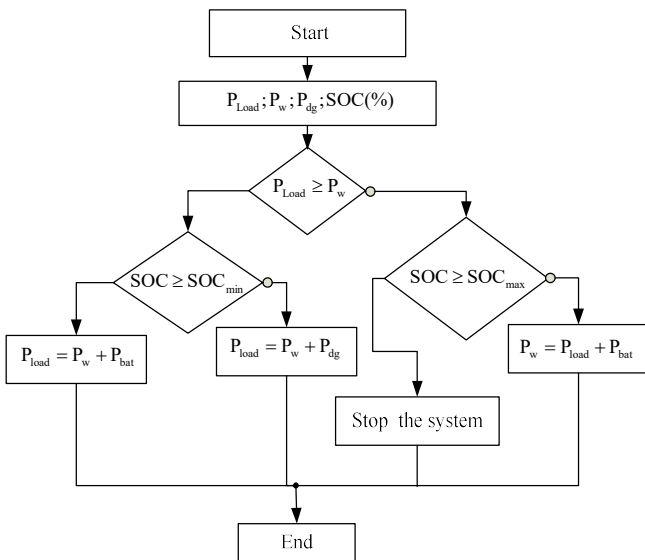 Start
P_Load ; P_w ; P_dg ; SOC(%)
P_Load ≥ P_w
SOC ≥ SOC_min
SOC ≥ SOC_max
P_load = P_w + P_bat
P_load = P_w + P_dg
P_w = P_load + P_bat
Stop the system
End